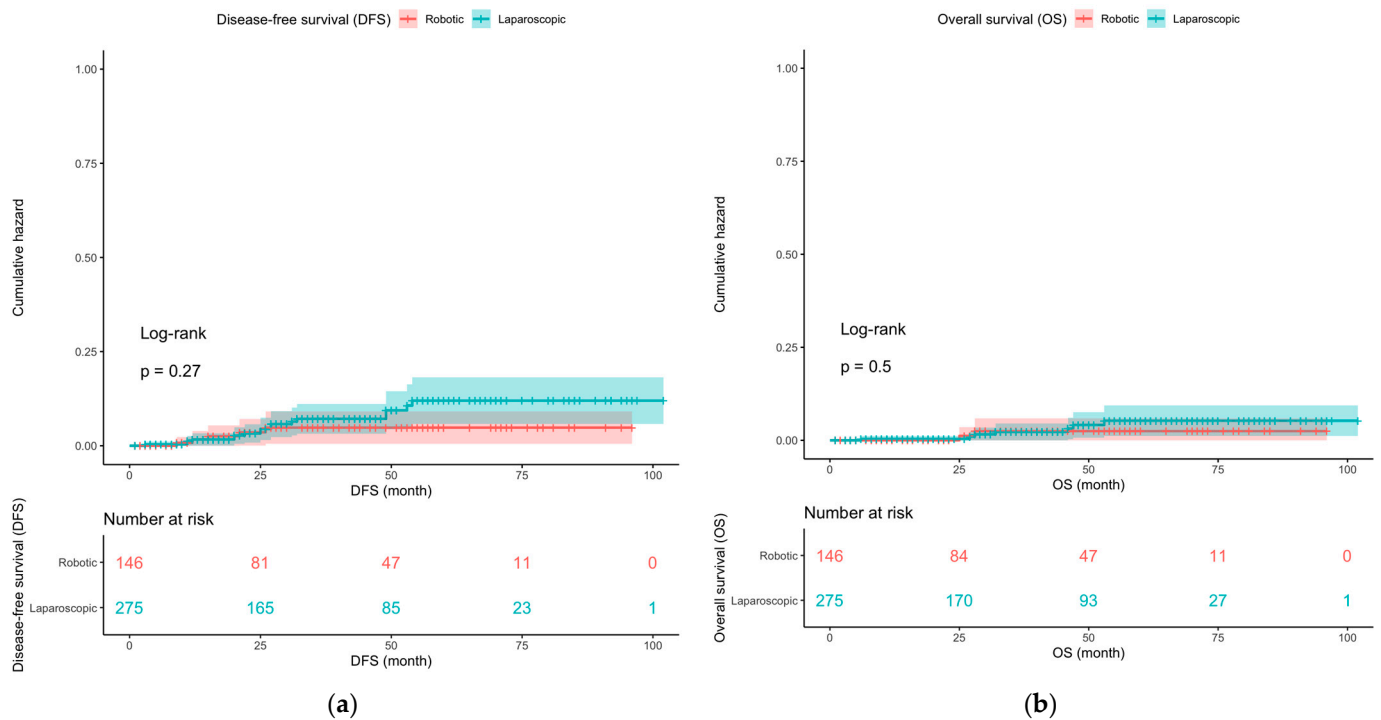 Disease-free survival (DFS) Robotic Laparoscopic
1.00
0.75
0.50
0.25
0.00
Cumulative hazard
Log-rank
p = 0.27
0 25 50 75 100
DFS (month)
Number at risk
Disease-free survival (DFS)
Robotic 146 81 47 11 0
Laparoscopic 275 165 85 23 1
0 25 50 75 100
DFS (month)
(a)
Overall survival (OS) Robotic Laparoscopic
1.00
0.75
0.50
0.25
0.00
Cumulative hazard
Log-rank
p = 0.5
0 25 50 75 100
OS (month)
Number at risk
Overall survival (OS)
Robotic 146 84 47 11 0
Laparoscopic 275 170 93 27 1
0 25 50 75 100
OS (month)
(b)